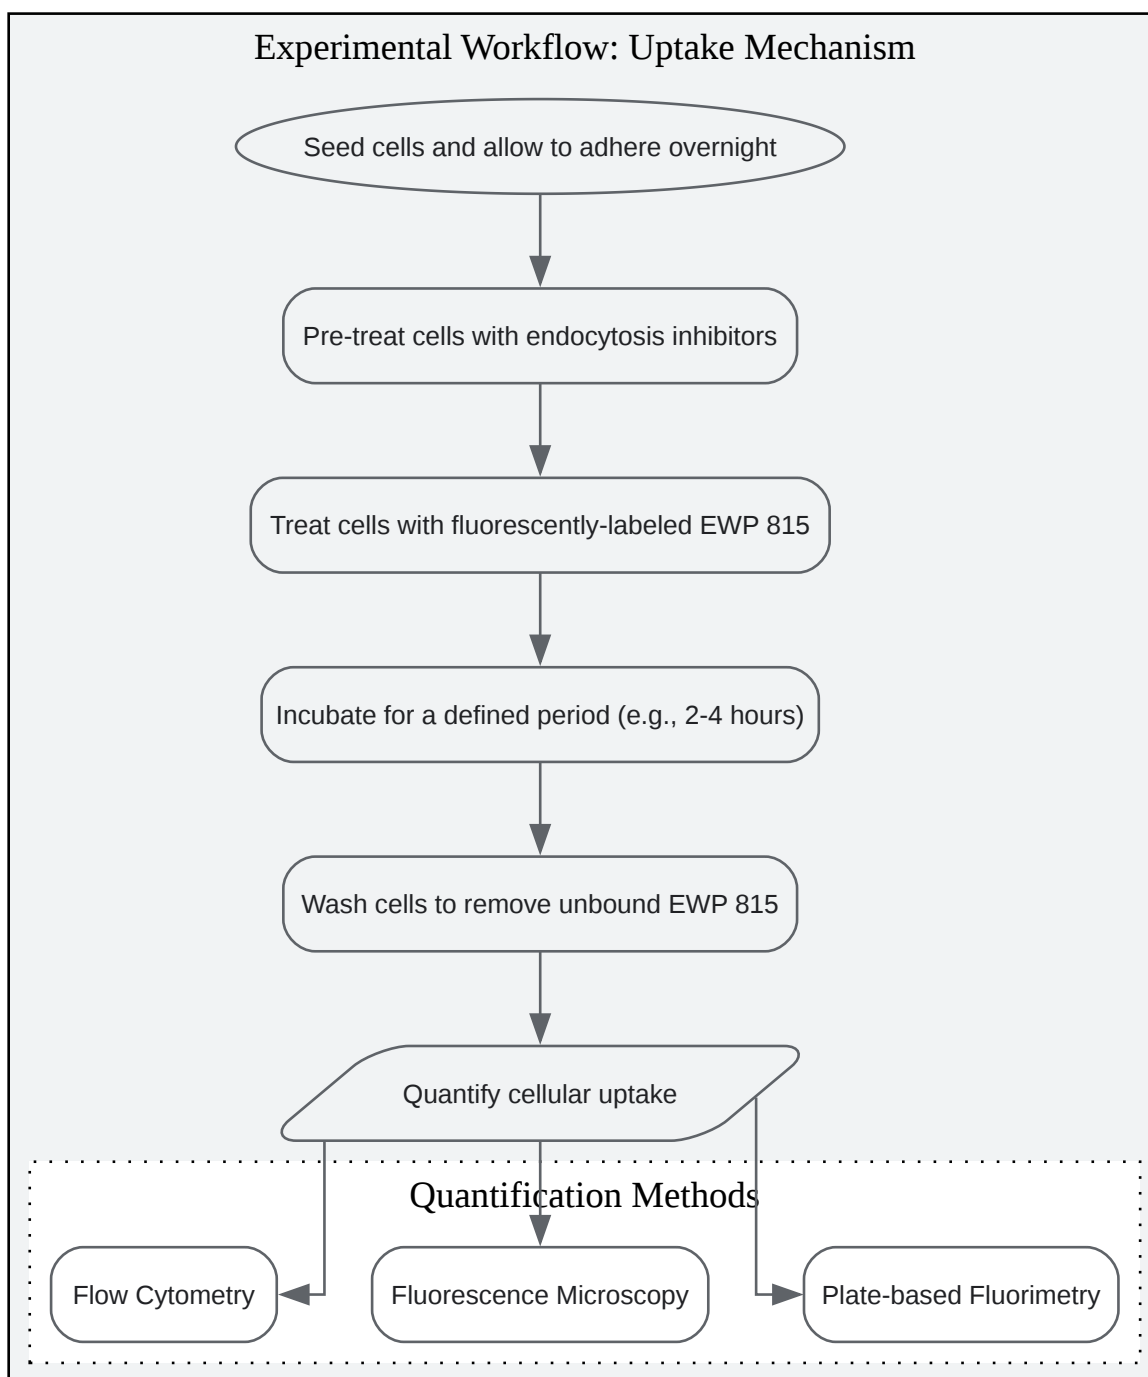 Experimental Workflow: Uptake Mechanism
Seed cells and allow to adhere overnight
Pre-treat cells with endocytosis inhibitors
Treat cells with fluorescently-labeled EWP 815
Incubate for a defined period (e.g., 2-4 hours)
Wash cells to remove unbound EWP 815
Quantify cellular uptake
Quantification Methods
Flow Cytometry
Fluorescence Microscopy
Plate-based Fluorimetry